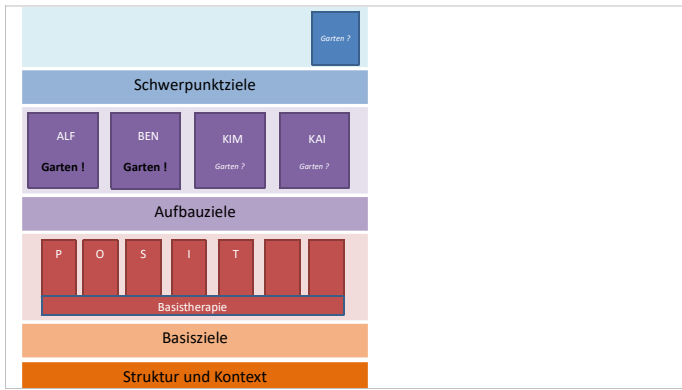 Garten ?
Schwerpunktziele
ALF BEN KIM KAI
Garten ! Garten ! Garten ? Garten ?
Aufbauziele
P O S I T
Basistherapie
Basisziele
Struktur und Kontext